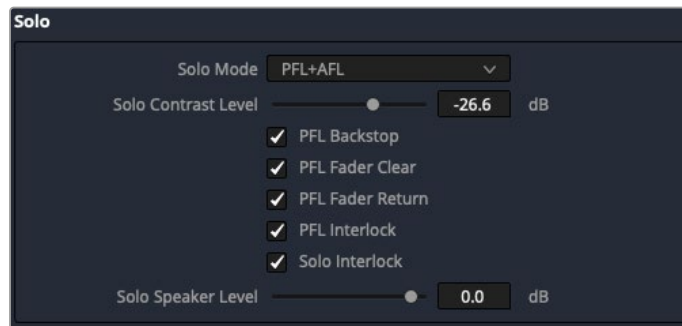 Solo
Solo Mode PFL+AFL
Solo Contrast Level -26.6 dB
PFL Backstop
PFL Fader Clear
PFL Fader Return
PFL Interlock
Solo Interlock
Solo Speaker Level 0.0 dB